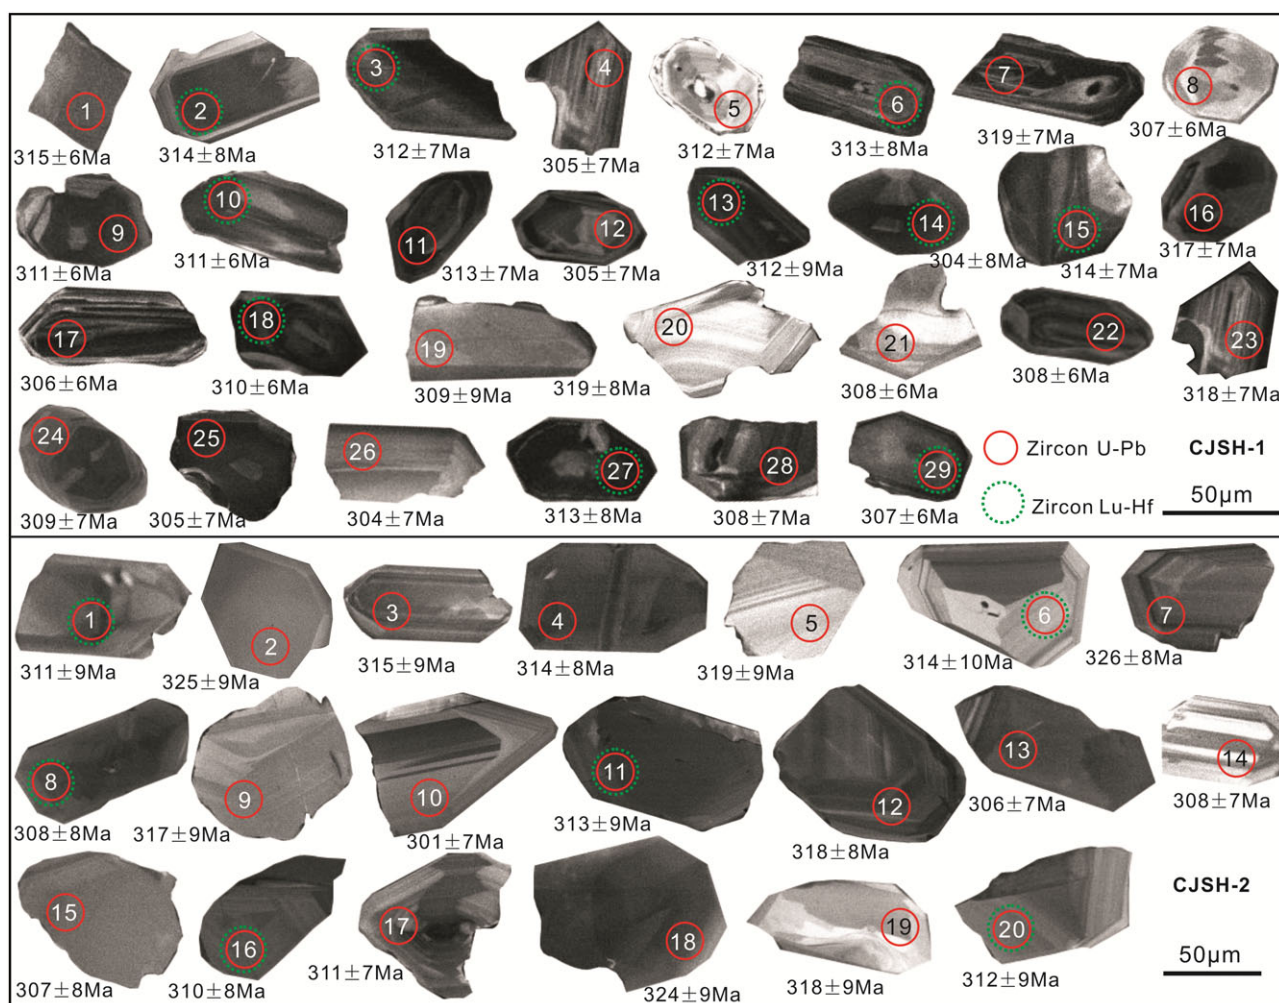 1 2 3 4 5 6 7 8
315±6Ma 314±8Ma 312±7Ma 305±7Ma 312±7Ma 313±8Ma 319±7Ma 307±6Ma
9 10 11 12 13 14 15 16
311±6Ma 311±6Ma 313±7Ma 305±7Ma 312±9Ma 304±8Ma 314±7Ma 317±7Ma
17 18 19 20 21 22 23
306±6Ma 310±6Ma 309±9Ma 319±8Ma 308±6Ma 308±6Ma 318±7Ma
24 25 26 27 28 29
309±7Ma 305±7Ma 304±7Ma 313±8Ma 308±7Ma 307±6Ma
Zircon U-Pb
CJSH-1
Zircon Lu-Hf
50μm
1 2 3 4 5 6 7
311±9Ma 325±9Ma 315±9Ma 314±8Ma 319±9Ma 314±10Ma 326±8Ma
8 9 10 11 12 13 14
308±8Ma 317±9Ma 301±7Ma 313±9Ma 318±8Ma 306±7Ma 308±7Ma
15 16 17 18 19 20
307±8Ma 310±8Ma 311±7Ma 324±9Ma 318±9Ma 312±9Ma
CJSH-2
50μm